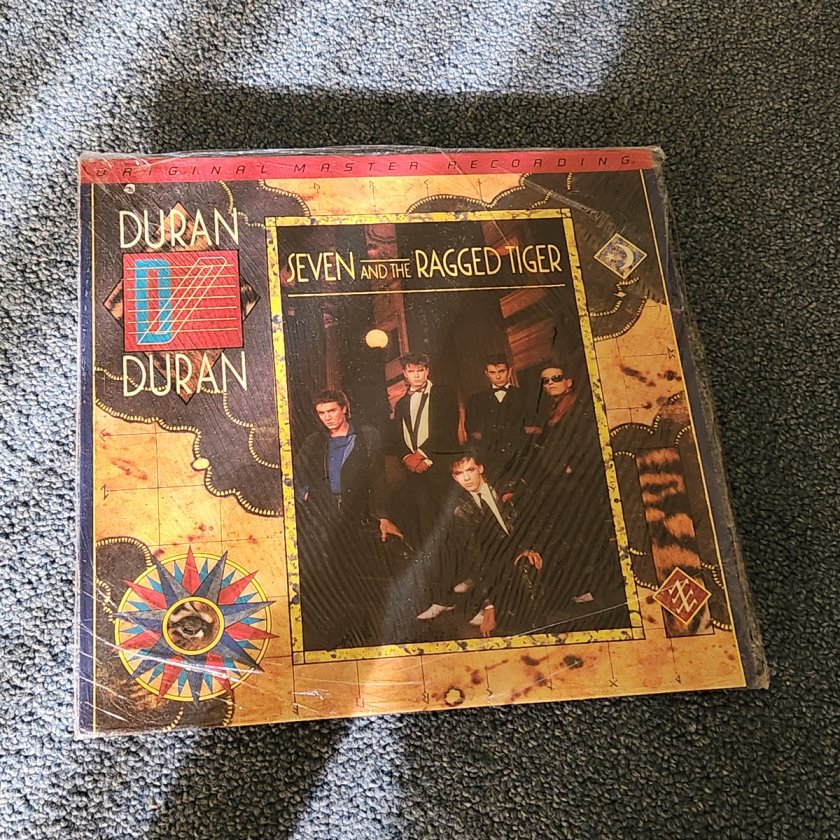 ORIGINAL MASTER RECORDING
DURAN
DURAN
SEVEN AND THE RAGGED TIGER